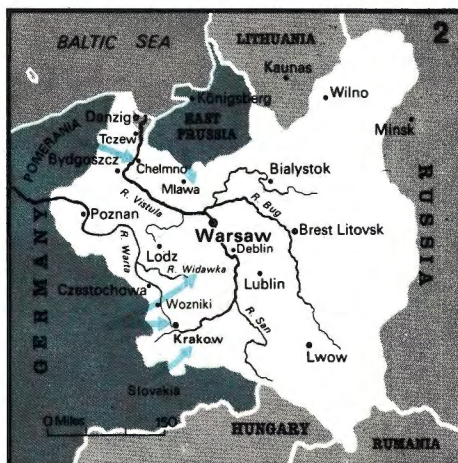 BALTIC SEA
LITHUANIA
2
Kaunas
Königsberg
Wilno
Danzig
EAST
PRUSSIA
Tczew
Minsk
POMERANIA
Chelmno
Bydgoszcz
Mlawa
Bialystok
R. Vistula
R. Bug
Poznan
Warsaw
Brest Litovsk
R. Warta
Deblin
Lodz
R. Widawka
Lublin
Czestochowa
Wozniki
R. San
Krakow
Lwow
GERMANY
RUSSIA
Slovakia
0 Miles 150
HUNGARY
RUMANIA